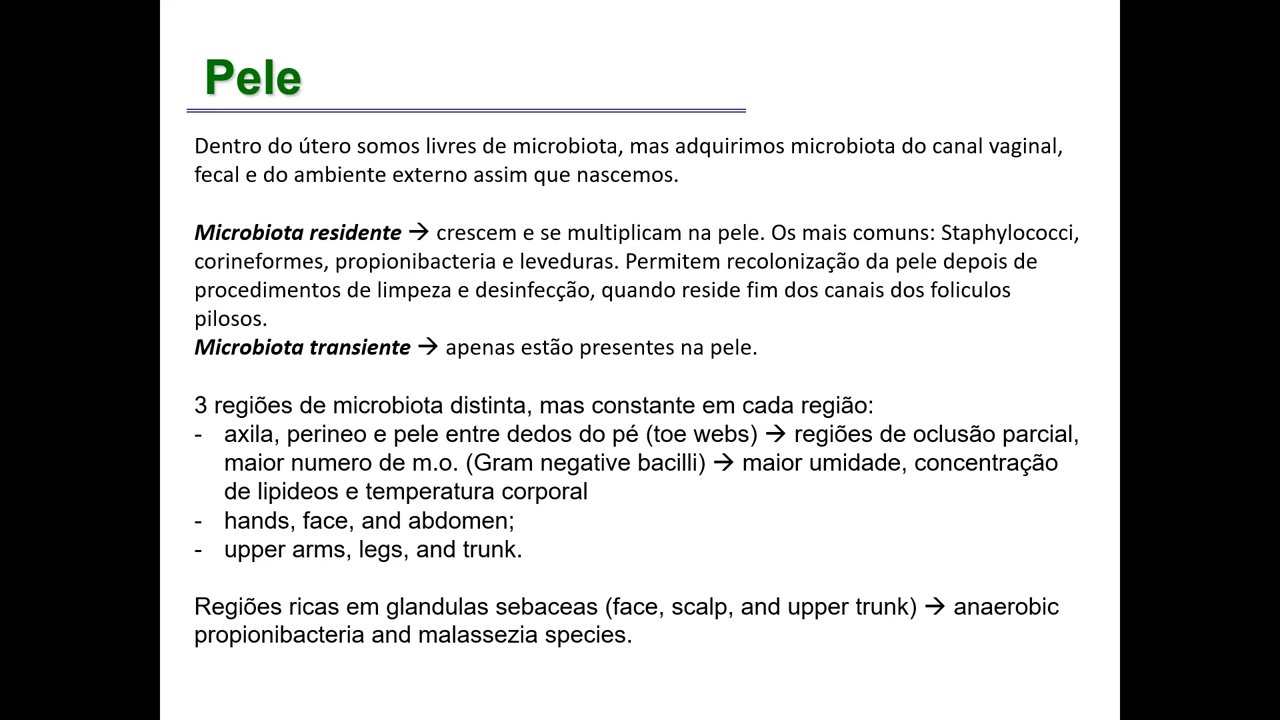 Pele
Dentro do útero somos livres de microbiota, mas adquirimos microbiota do canal vaginal,
fecal e do ambiente externo assim que nascemos.
Microbiota residente → crescem e se multiplicam na pele. Os mais comuns: Staphylococci,
corineformes, propionibacteria e leveduras. Permitem recolonização da pele depois de
procedimentos de limpeza e desinfecção, quando reside fim dos canais dos foliculos
pilosos.
Microbiota transiente → apenas estão presentes na pele.
3 regiões de microbiota distinta, mas constante em cada região:
- axila, perineo e pele entre dedos do pé (toe webs) → regiões de oclusão parcial,
maior numero de m.o. (Gram negative bacilli) → maior umidade, concentração
de lipideos e temperatura corporal
- hands, face, and abdomen;
- upper arms, legs, and trunk.
Regiões ricas em glandulas sebaceas (face, scalp, and upper trunk) → anaerobic
propionibacteria and malassezia species.